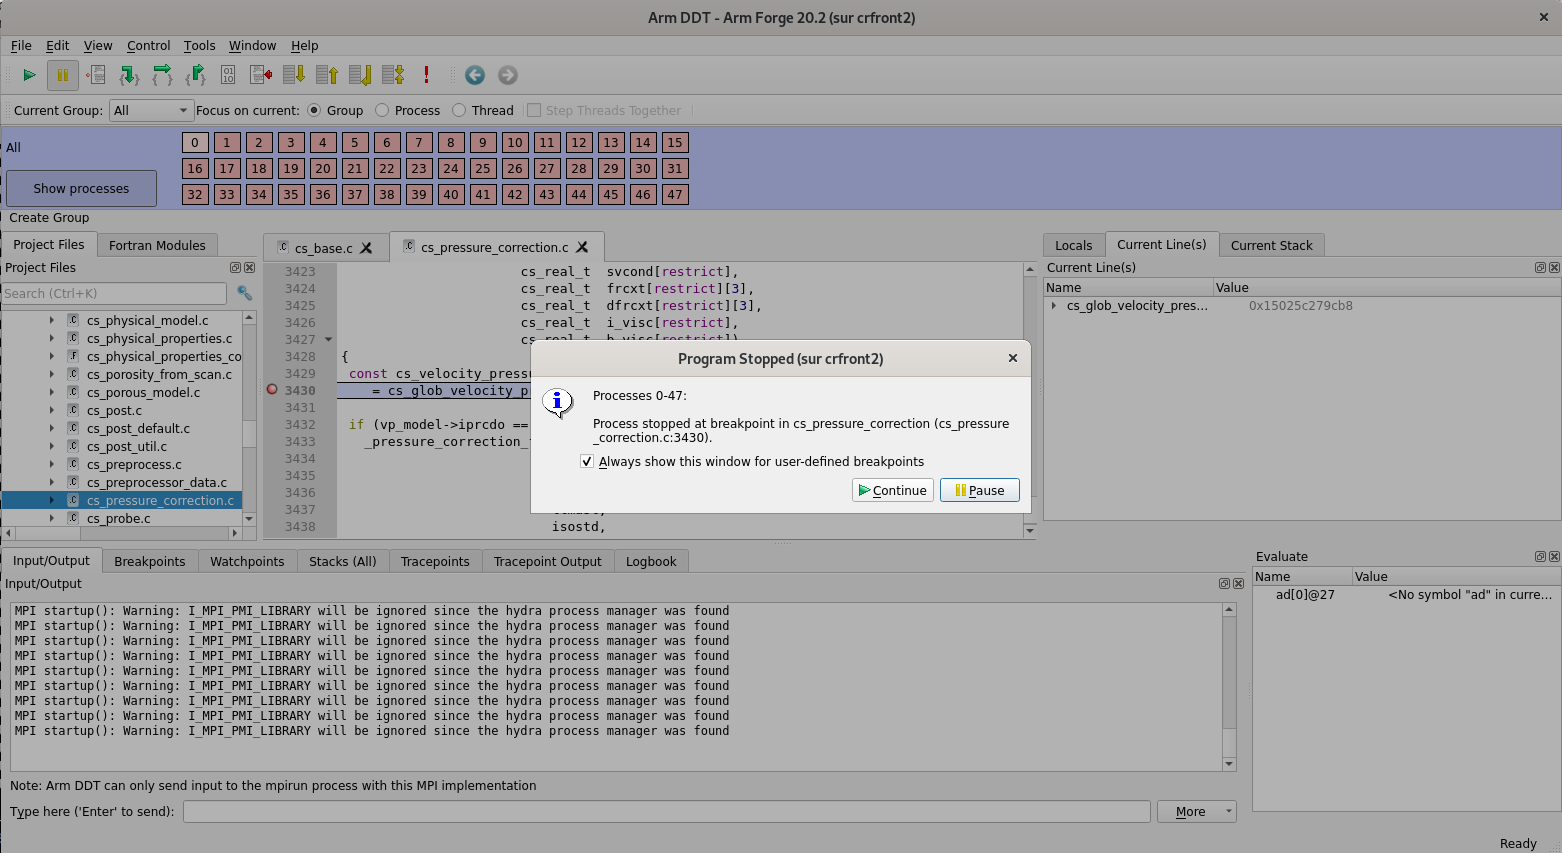 Arm DDT - Arm Forge 20.2 (sur crfront2)
File Edit View Control Tools Window Help
Current Group: All Focus on current: Group Process Thread Step Threads Together
All
0 1 2 3 4 5 6 7 8 9 10 11 12 13 14 15
16 17 18 19 20 21 22 23 24 25 26 27 28 29 30 31
32 33 34 35 36 37 38 39 40 41 42 43 44 45 46 47
Show processes
Create Group
Project Files Fortran Modules
Project Files
Search (Ctrl+K)
cs_physical_model.c
cs_physical_properties.c
cs_physical_properties_co
cs_porosity_from_scan.c
cs_porous_model.c
cs_post.c
cs_post_default.c
cs_post_util.c
cs_preprocess.c
cs_preprocessor_data.c
cs_pressure_correction.c
cs_probe.c
cs_base.c cs_pressure_correction.c
3423 cs_real_t svcond[restrict],
3424 cs_real_t frcxt[restrict][3],
3425 cs_real_t dfrcxt[restrict][3],
3426 cs_real_t i_visc[restrict],
3427 cs_real_t b_visc[restrict])
3428 {
3429 const cs_velocity_pressu
3430 = cs_glob_velocity_p
3431
3432 if (vp_model->iprcdo ==
3433 _pressure_correction_
3434
3435
3436
3437
3438 isostd,
Program Stopped (sur crfront2)
Processes 0-47:
Process stopped at breakpoint in cs_pressure_correction (cs_pressure
_correction.c:3430).
Always show this window for user-defined breakpoints
Continue Pause
Locals Current Line(s) Current Stack
Current Line(s)
Name Value
cs_glob_velocity_pres... 0x15025c279cb8
Input/Output Breakpoints Watchpoints Stacks (All) Tracepoints Tracepoint Output Logbook
Input/Output
MPI startup(): Warning: I_MPI_PMI_LIBRARY will be ignored since the hydra process manager was found
MPI startup(): Warning: I_MPI_PMI_LIBRARY will be ignored since the hydra process manager was found
MPI startup(): Warning: I_MPI_PMI_LIBRARY will be ignored since the hydra process manager was found
MPI startup(): Warning: I_MPI_PMI_LIBRARY will be ignored since the hydra process manager was found
MPI startup(): Warning: I_MPI_PMI_LIBRARY will be ignored since the hydra process manager was found
MPI startup(): Warning: I_MPI_PMI_LIBRARY will be ignored since the hydra process manager was found
MPI startup(): Warning: I_MPI_PMI_LIBRARY will be ignored since the hydra process manager was found
MPI startup(): Warning: I_MPI_PMI_LIBRARY will be ignored since the hydra process manager was found
MPI startup(): Warning: I_MPI_PMI_LIBRARY will be ignored since the hydra process manager was found
Note: Arm DDT can only send input to the mpirun process with this MPI implementation
Type here ('Enter' to send): More
Evaluate
Name Value
ad[0]@27 <No symbol "ad" in curre...
Ready